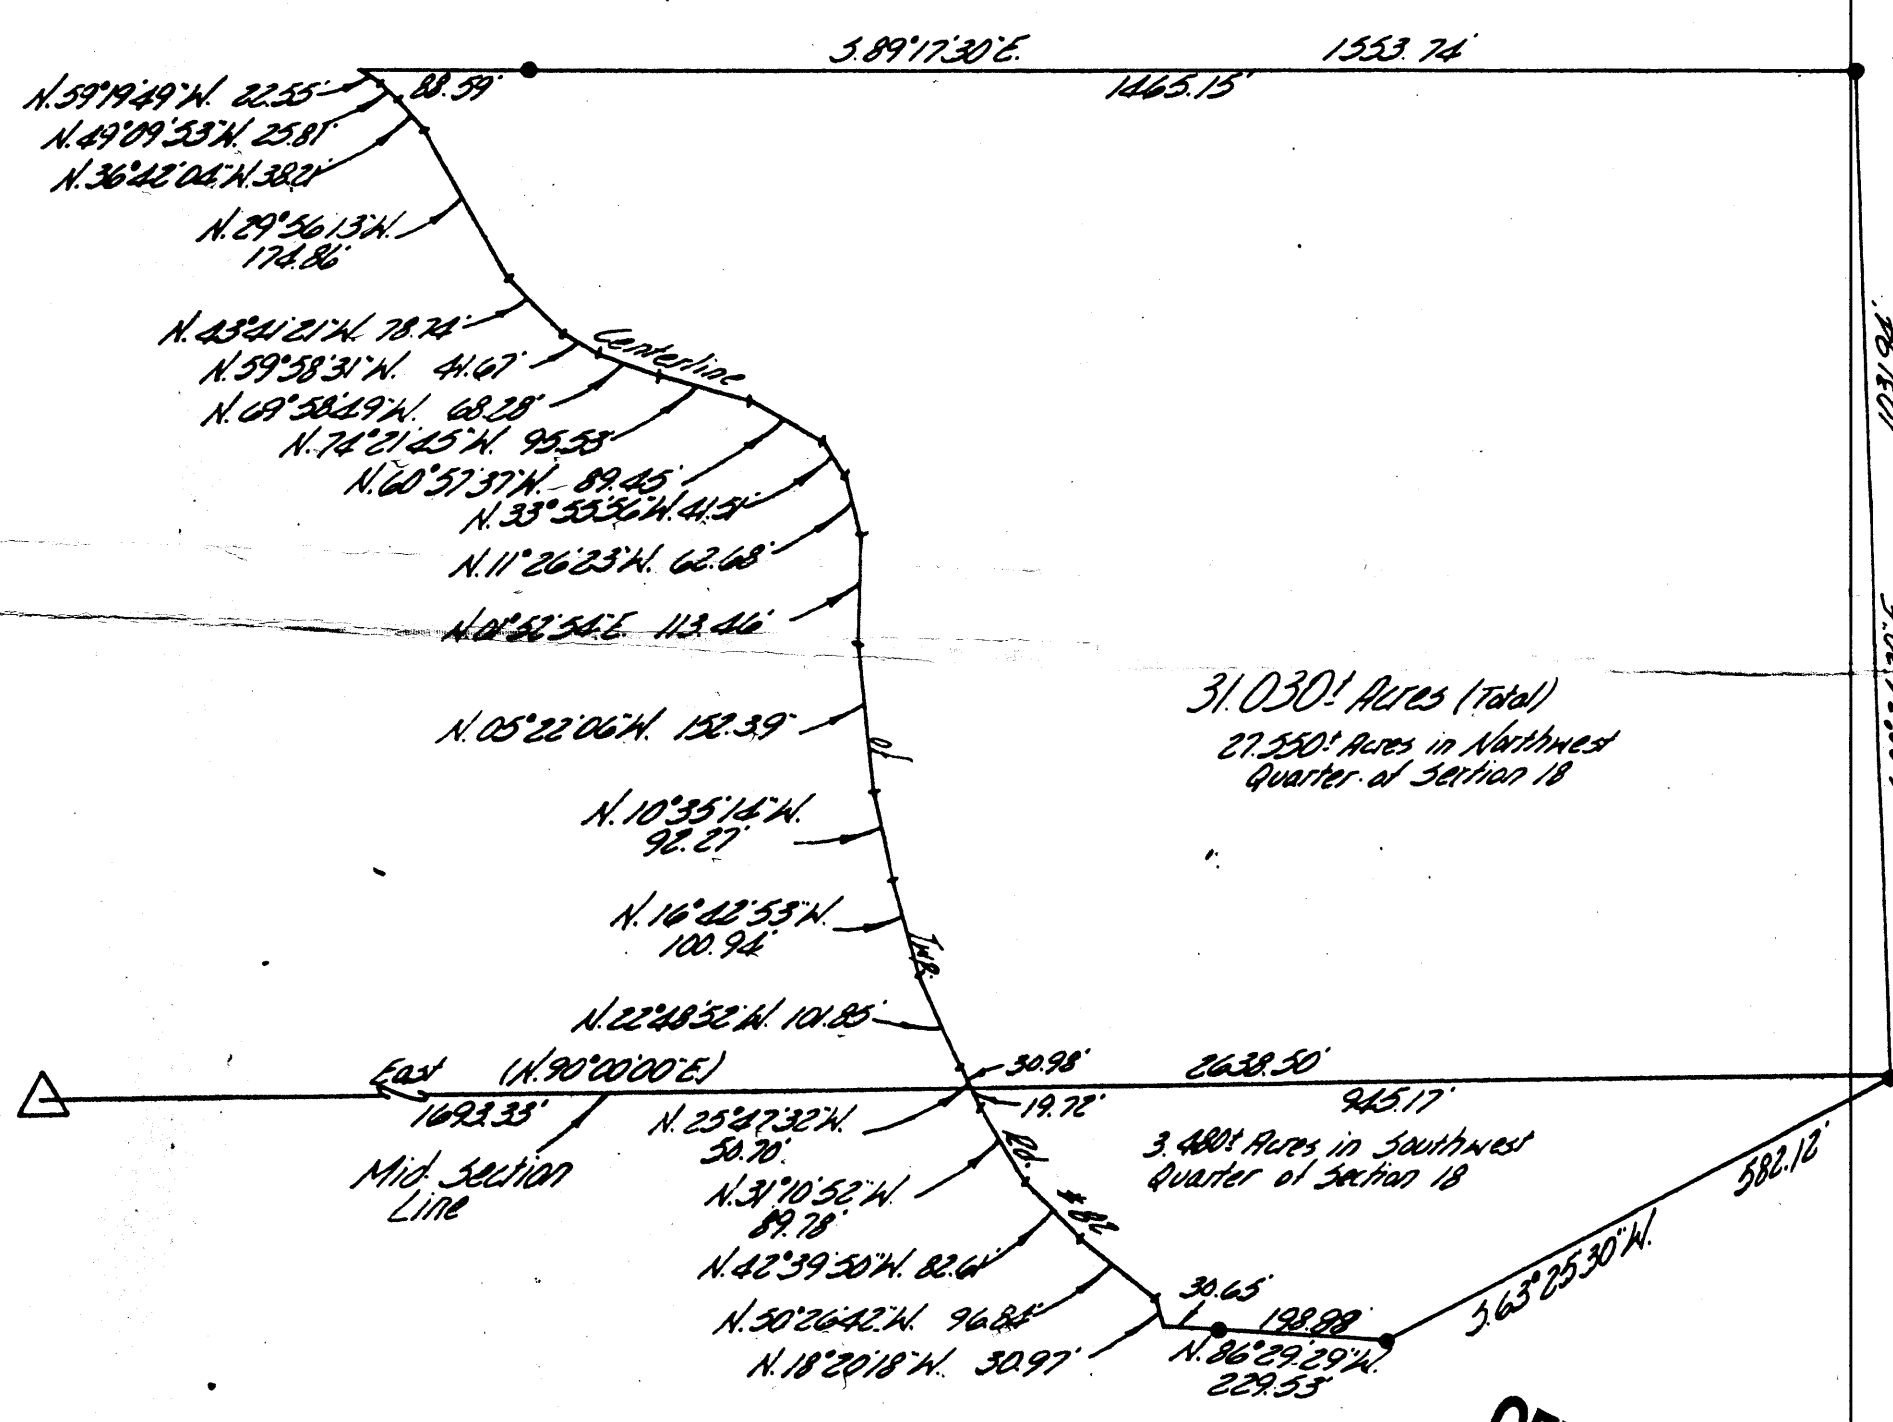 S.89°17'30"E. 1553.74'
88.59'
1465.15'
N.59°19'49"W. 22.55'
N.49°09'53"W. 25.81'
N.36°42'04"W. 38.21'
N.29°56'13"W.
174.86'
N.43°41'21"W. 78.74'
N.59°58'31"W. 41.67'
N.69°58'49"W. 68.28'
N.74°21'45"W. 95.53'
N.60°57'37"W. 89.45'
N.33°55'56"W. 41.51'
N.11°26'23"W. 62.68'
N.01°52'54"E. 113.46'
N.05°22'06"W. 152.39'
N.10°35'14"W.
92.27'
N.16°42'53"W.
100.94'
N.22°48'52"W. 101.85'
Centerline
of
Twp.
Rd.
#82
31.030± Acres (Total)
27.550± Acres in Northwest
Quarter of Section 18
East (N.90°00'00"E.)
30.98'
2638.50'
1693.33'
19.72'
945.17'
Mid Section
Line
N.25°47'32"W.
50.70'
3.480± Acres in Southwest
Quarter of Section 18
N.31°10'52"W.
89.78'
N.42°39'50"W. 82.61'
N.50°26'42"W. 96.84'
N.18°20'18"W. 30.97'
30.65'
198.88'
N.86°29'29"W.
229.53'
582.12'
S.63°25'30"W.